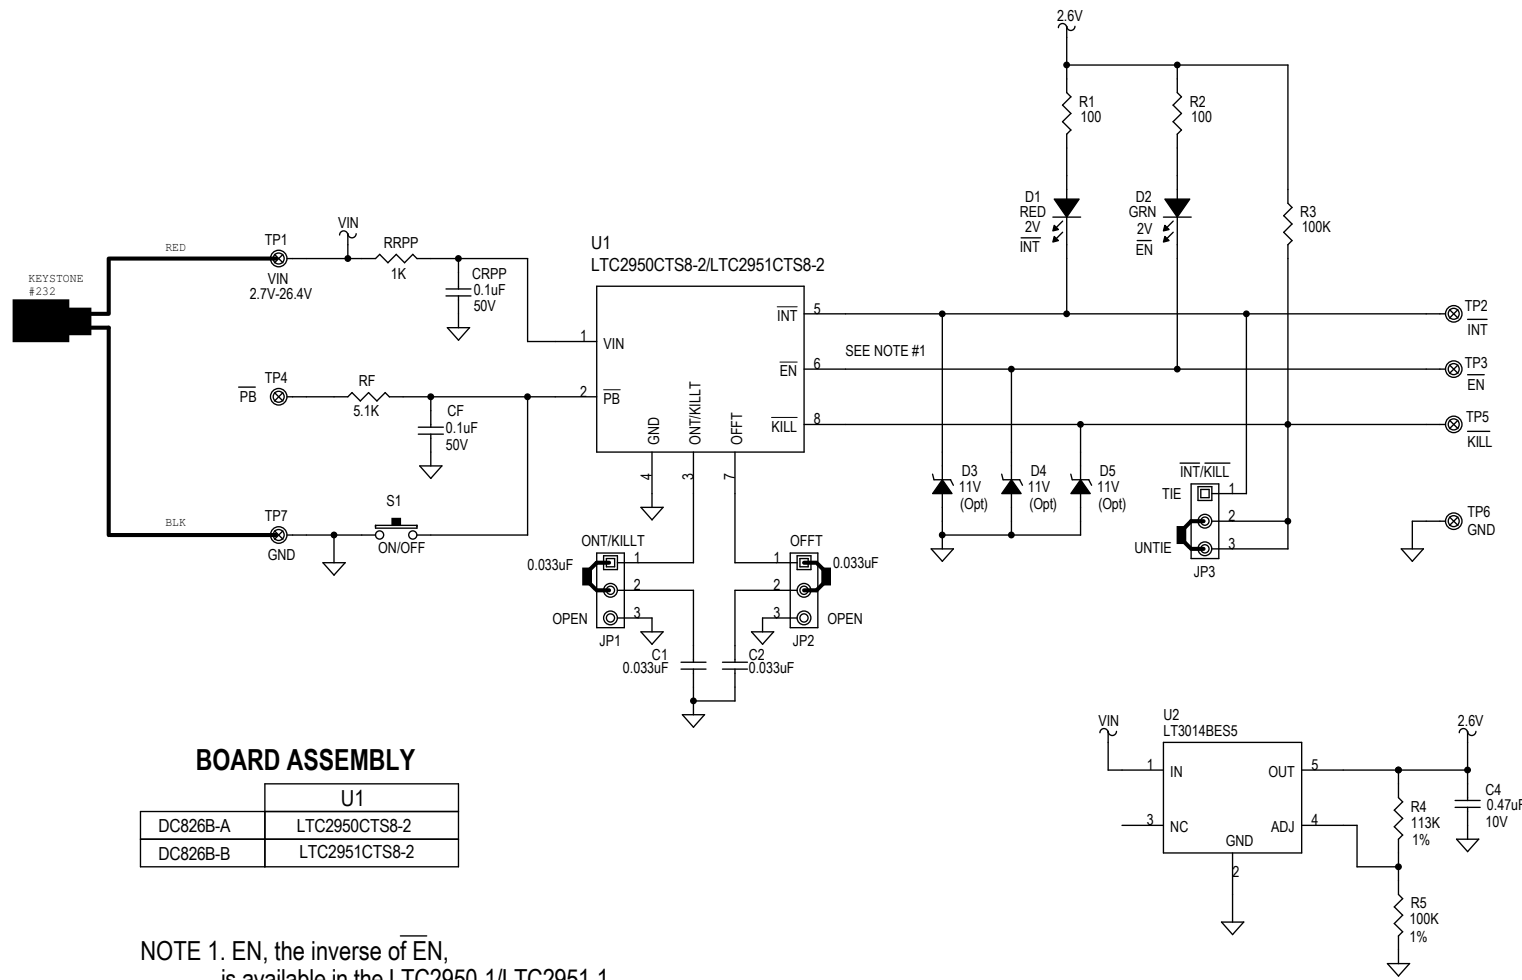 2.6V
R1
100
R2
100
D1
RED
2V
INT
D2
GRN
2V
EN
R3
100K
KEYSTONE
#232
RED
TP1
VIN
2.7V-26.4V
VIN
RRPP
1K
CRPP
0.1uF
50V
U1
LTC2950CTS8-2/LTC2951CTS8-2
1
VIN
2
PB
GND
4
ONT/KILLT
3
OFFT
7
INT
5
EN
6
KILL
8
SEE NOTE #1
TP2
INT
TP3
EN
TP5
KILL
TP6
GND
PB
TP4
RF
5.1K
CF
0.1uF
50V
BLK
TP7
GND
S1
ON/OFF
D3
11V
(Opt)
D4
11V
(Opt)
D5
11V
(Opt)
INT/KILL
TIE
1
2
UNTIE
3
JP3
ONT/KILLT
0.033uF
1
2
OPEN
3
JP1
OFFT
1
0.033uF
2
3
OPEN
JP2
C1
0.033uF
C2
0.033uF
BOARD ASSEMBLY
U1
DC826B-A LTC2950CTS8-2
DC826B-B LTC2951CTS8-2
VIN
U2
LT3014BES5
1
IN
OUT
5
3
NC
ADJ
4
GND
2
2.6V
R4
113K
1%
C4
0.47uF
10V
R5
100K
1%
NOTE 1. EN, the inverse of EN,
is available in the LTC2950-1/LTC2951-1